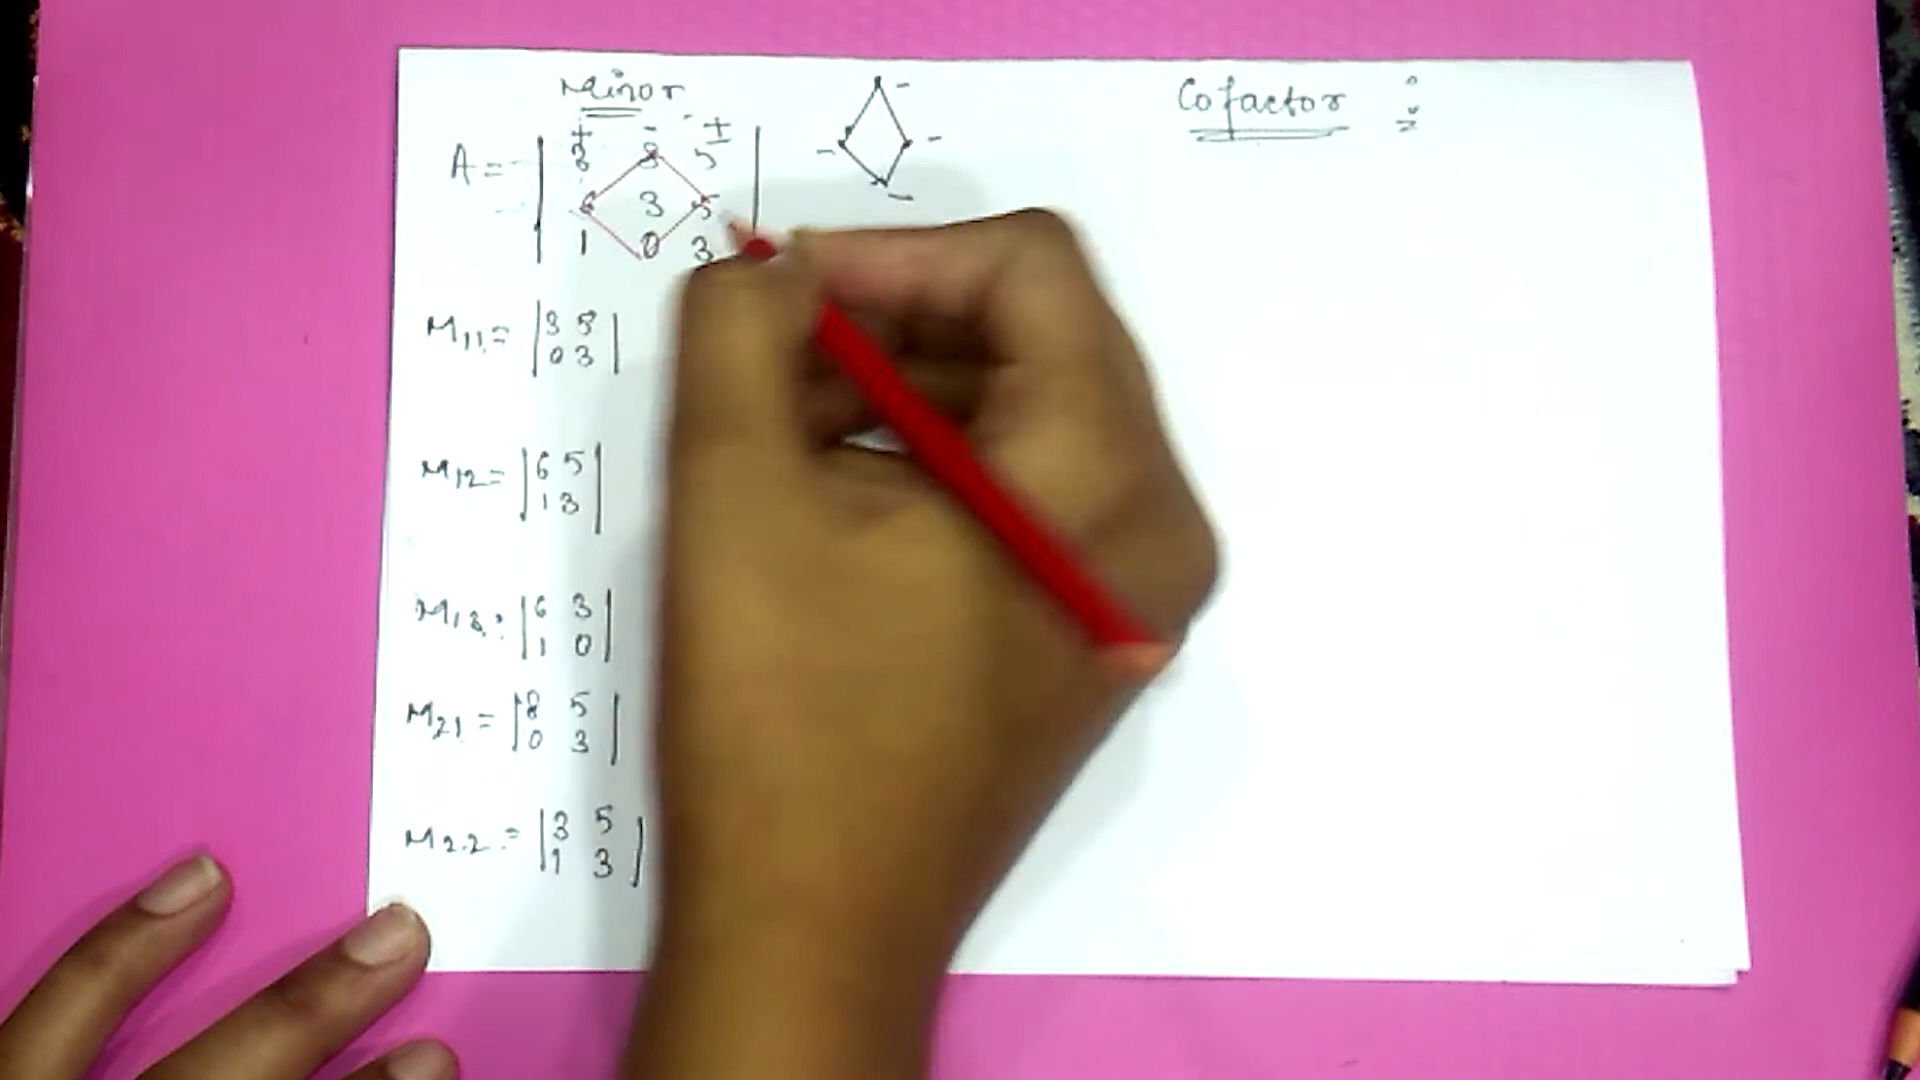 Minor
+ - +
A = | 3 8 5 |
6 3 5
1 0 3
M11 = | 3 5 |
0 3
M12 = | 6 5 |
1 3
M13 = | 6 3 |
1 0
M21 = | 8 5 |
0 3
M22 = | 3 5 |
1 3
-
- -
-
Cofactor :